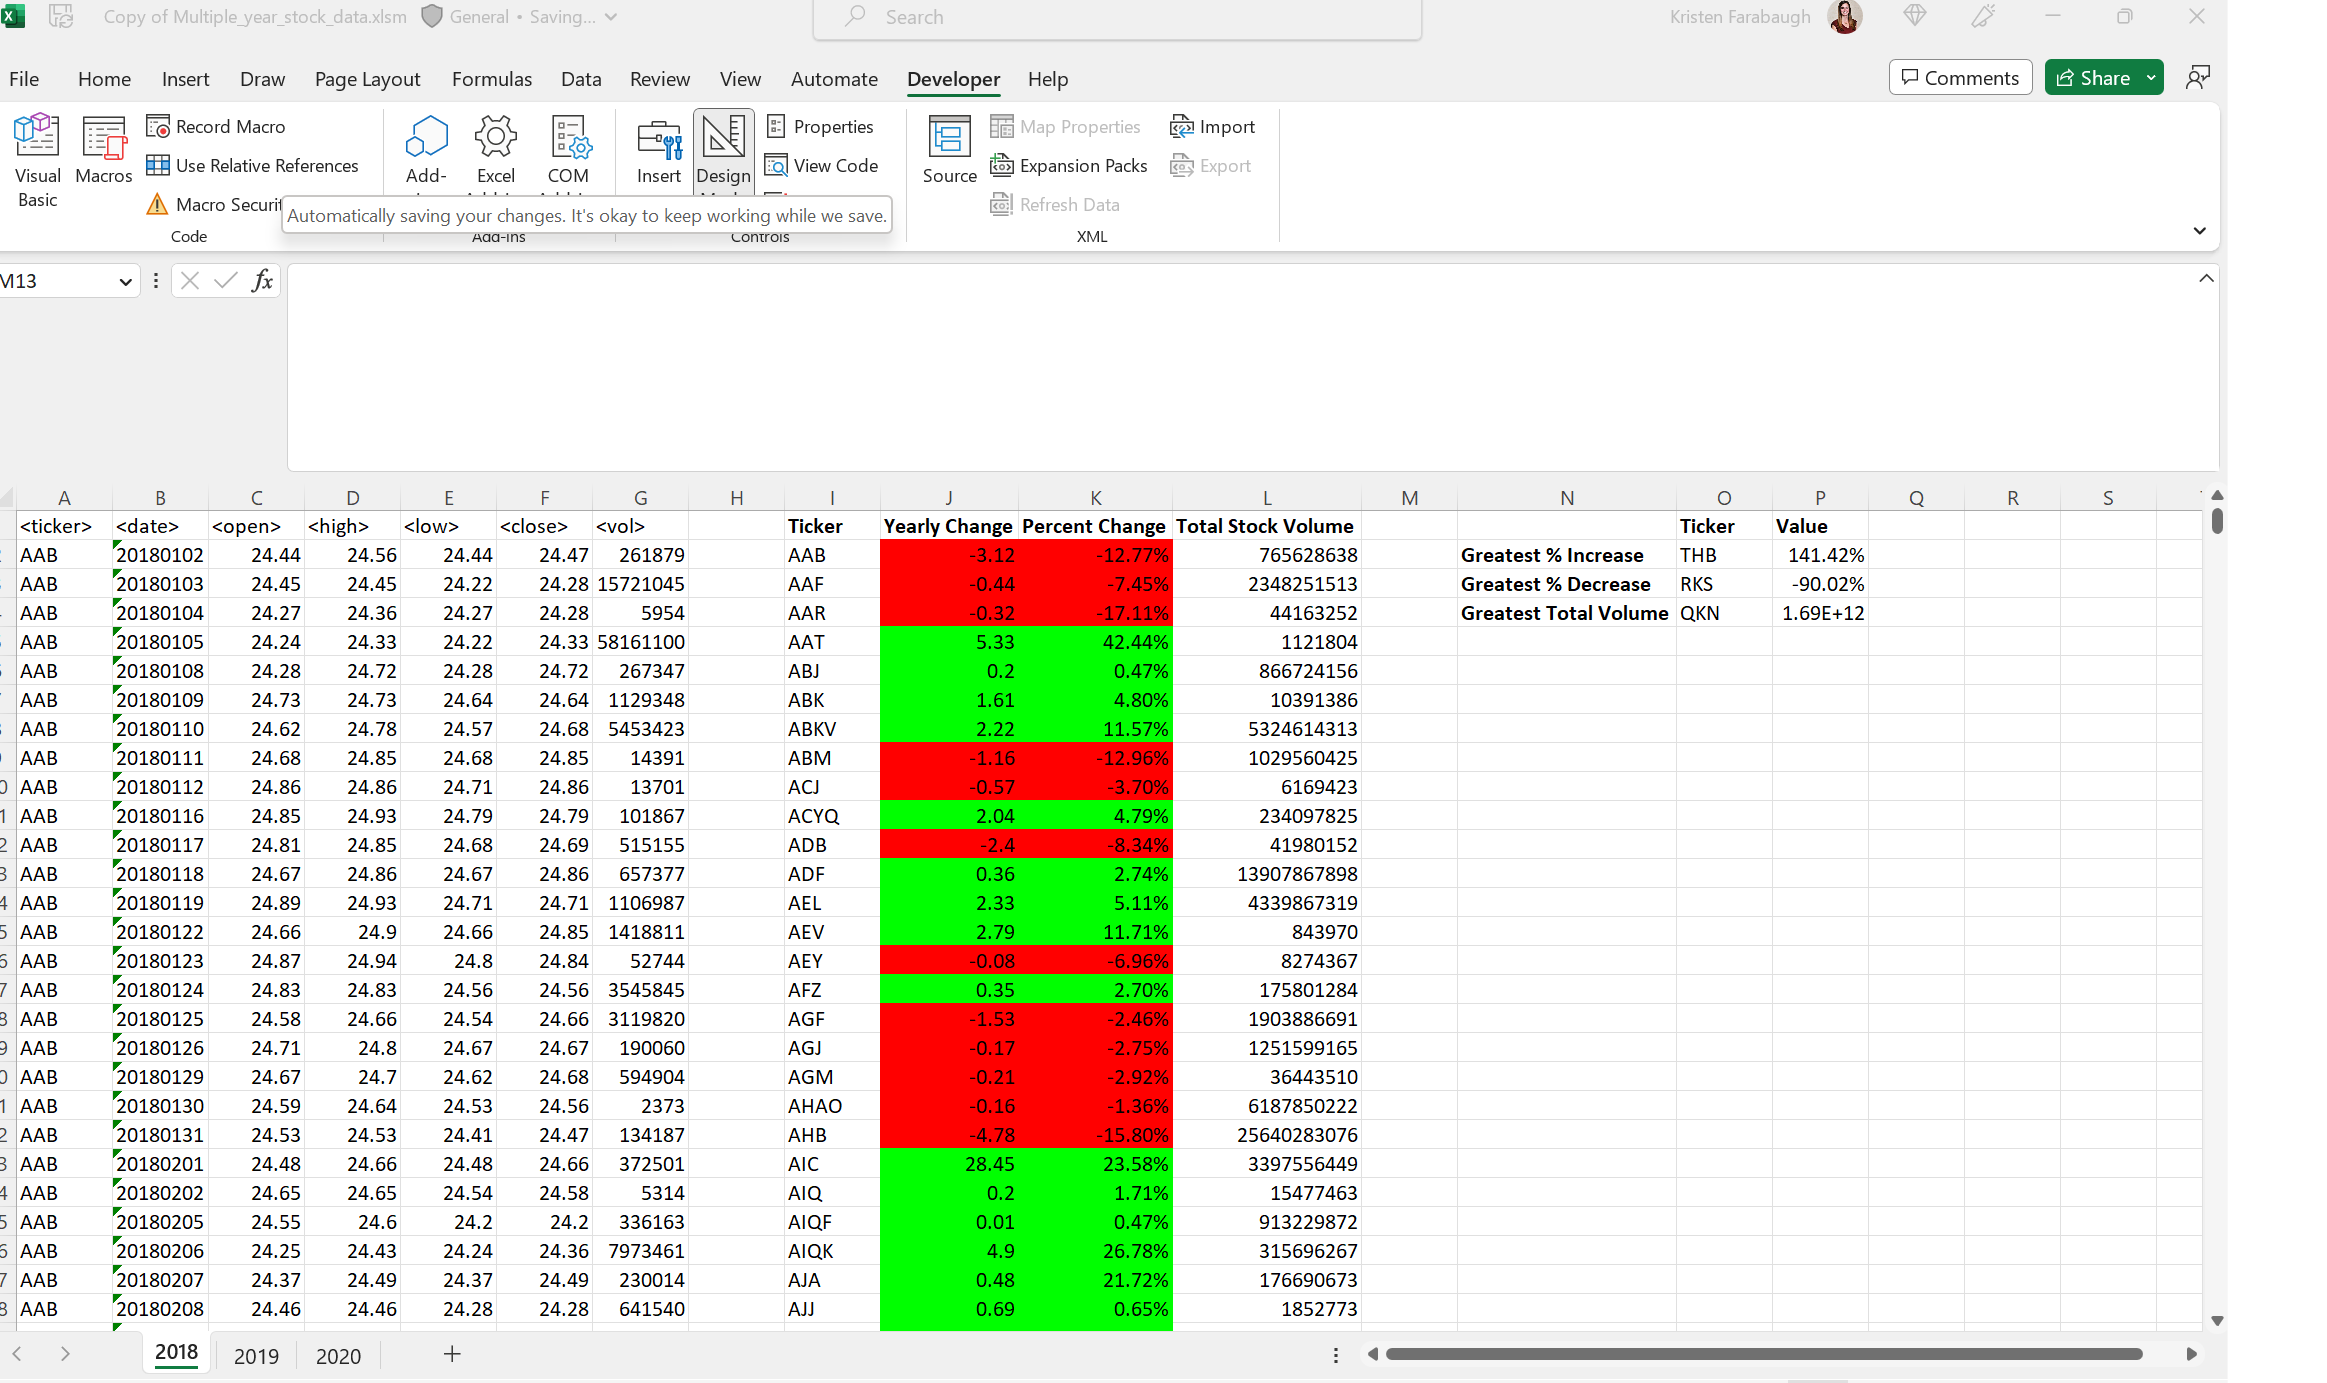 Copy of Multiple_year_stock_data.xlsm General • Saving... Search Kristen Farabaugh
File Home Insert Draw Page Layout Formulas Data Review View Automate Developer Help Comments Share
Visual Basic Macros Record Macro Use Relative References Macro Securit Code
Add- Excel COM Add-ins
Insert Design Properties View Code Controls
Source Map Properties Expansion Packs Refresh Data Import Export XML
Automatically saving your changes. It's okay to keep working while we save.
M13 fx
A B C D E F G H I J K L M N O P Q R S
<ticker> <date> <open> <high> <low> <close> <vol> Ticker Yearly Change Percent Change Total Stock Volume Ticker Value
AAB 20180102 24.44 24.56 24.44 24.47 261879 AAB -3.12 -12.77% 765628638 Greatest % Increase THB 141.42%
AAB 20180103 24.45 24.45 24.22 24.28 15721045 AAF -0.44 -7.45% 2348251513 Greatest % Decrease RKS -90.02%
AAB 20180104 24.27 24.36 24.27 24.28 5954 AAR -0.32 -17.11% 44163252 Greatest Total Volume QKN 1.69E+12
AAB 20180105 24.24 24.33 24.22 24.33 58161100 AAT 5.33 42.44% 1121804
AAB 20180108 24.28 24.72 24.28 24.72 267347 ABJ 0.2 0.47% 866724156
AAB 20180109 24.73 24.73 24.64 24.64 1129348 ABK 1.61 4.80% 10391386
AAB 20180110 24.62 24.78 24.57 24.68 5453423 ABKV 2.22 11.57% 5324614313
AAB 20180111 24.68 24.85 24.68 24.85 14391 ABM -1.16 -12.96% 1029560425
AAB 20180112 24.86 24.86 24.71 24.86 13701 ACJ -0.57 -3.70% 6169423
AAB 20180116 24.85 24.93 24.79 24.79 101867 ACYQ 2.04 4.79% 234097825
AAB 20180117 24.81 24.85 24.68 24.69 515155 ADB -2.4 -8.34% 41980152
AAB 20180118 24.67 24.86 24.67 24.86 657377 ADF 0.36 2.74% 13907867898
AAB 20180119 24.89 24.93 24.71 24.71 1106987 AEL 2.33 5.11% 4339867319
AAB 20180122 24.66 24.9 24.66 24.85 1418811 AEV 2.79 11.71% 843970
AAB 20180123 24.87 24.94 24.8 24.84 52744 AEY -0.08 -6.96% 8274367
AAB 20180124 24.83 24.83 24.56 24.56 3545845 AFZ 0.35 2.70% 175801284
AAB 20180125 24.58 24.66 24.54 24.66 3119820 AGF -1.53 -2.46% 1903886691
AAB 20180126 24.71 24.8 24.67 24.67 190060 AGJ -0.17 -2.75% 1251599165
AAB 20180129 24.67 24.7 24.62 24.68 594904 AGM -0.21 -2.92% 36443510
AAB 20180130 24.59 24.64 24.53 24.56 2373 AHAO -0.16 -1.36% 6187850222
AAB 20180131 24.53 24.53 24.41 24.47 134187 AHB -4.78 -15.80% 25640283076
AAB 20180201 24.48 24.66 24.48 24.66 372501 AIC 28.45 23.58% 3397556449
AAB 20180202 24.65 24.65 24.54 24.58 5314 AIQ 0.2 1.71% 15477463
AAB 20180205 24.55 24.6 24.2 24.2 336163 AIQF 0.01 0.47% 913229872
AAB 20180206 24.25 24.43 24.24 24.36 7973461 AIQK 4.9 26.78% 315696267
AAB 20180207 24.37 24.49 24.37 24.49 230014 AJA 0.48 21.72% 176690673
AAB 20180208 24.46 24.46 24.28 24.28 641540 AJJ 0.69 0.65% 1852773
2018 2019 2020